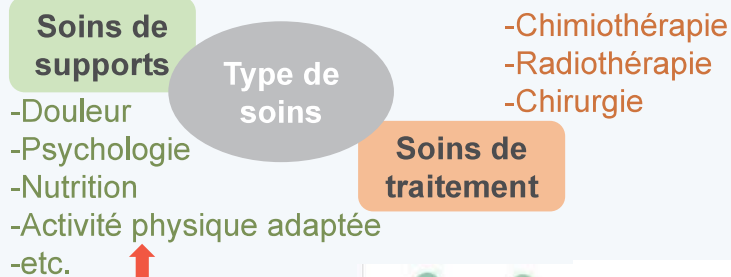 Soins de
supports
-Douleur
-Psychologie
-Nutrition
-Activité physique adaptée
-etc.
Type de
soins
-Chimiothérapie
-Radiothérapie
-Chirurgie
Soins de
traitement